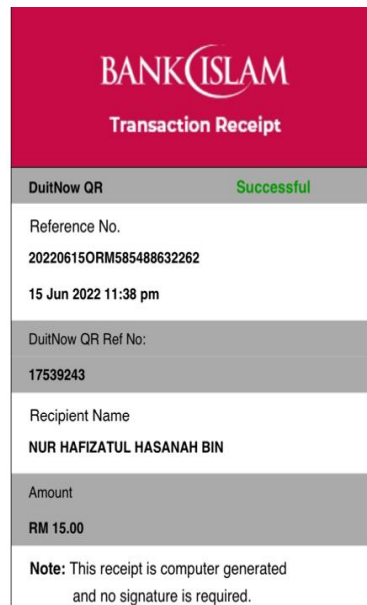 BANK ISLAM
Transaction Receipt
DuitNow QR Successful
Reference No.
20220615ORM585488632262
15 Jun 2022 11:38 pm
DuitNow QR Ref No:
17539243
Recipient Name
NUR HAFIZATUL HASANAH BIN
Amount
RM 15.00
Note: This receipt is computer generated
and no signature is required.